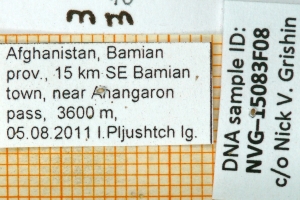 mm
Afghanistan, Bamian
prov., 15 km SE Bamian
town, near Ahangaron
pass, 3600 m,
05.08.2011 I.Pljushtch lg.
DNA sample ID:
NVG-15083F08
c/o Nick V. Grishin